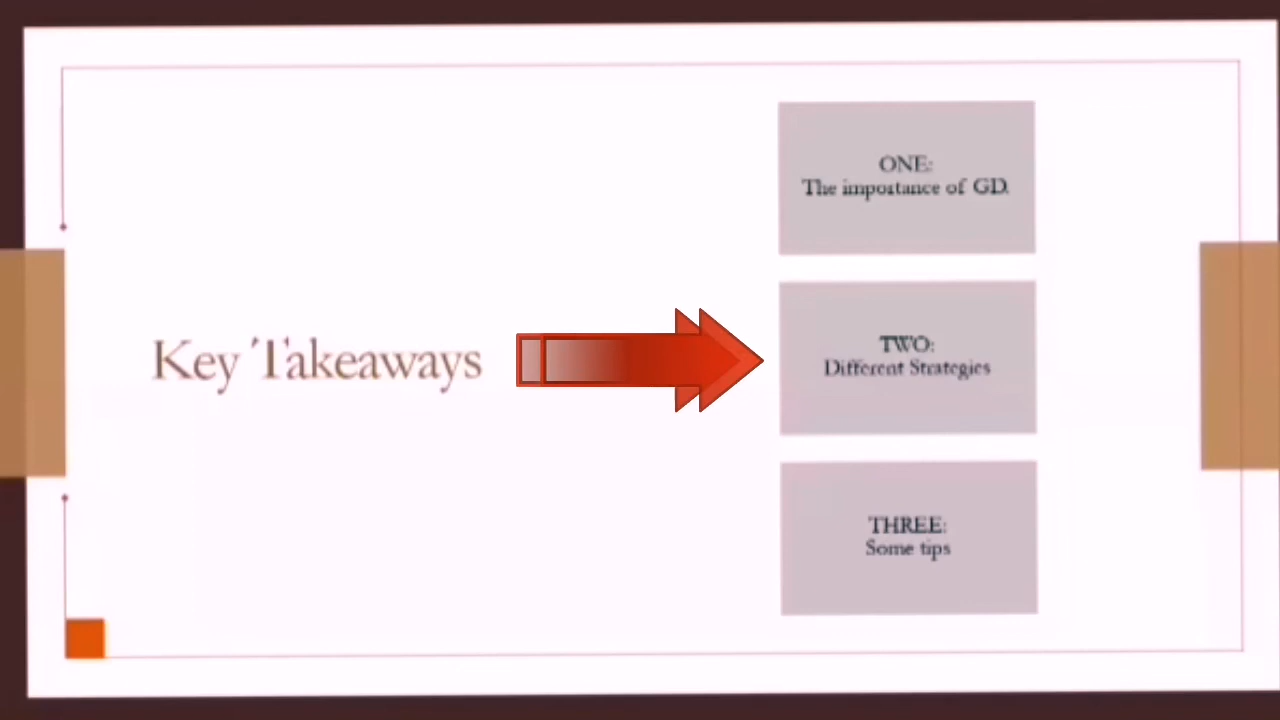 Key Takeaways
ONE:
The importance of GD.
TWO:
Different Strategies
THREE:
Some tips